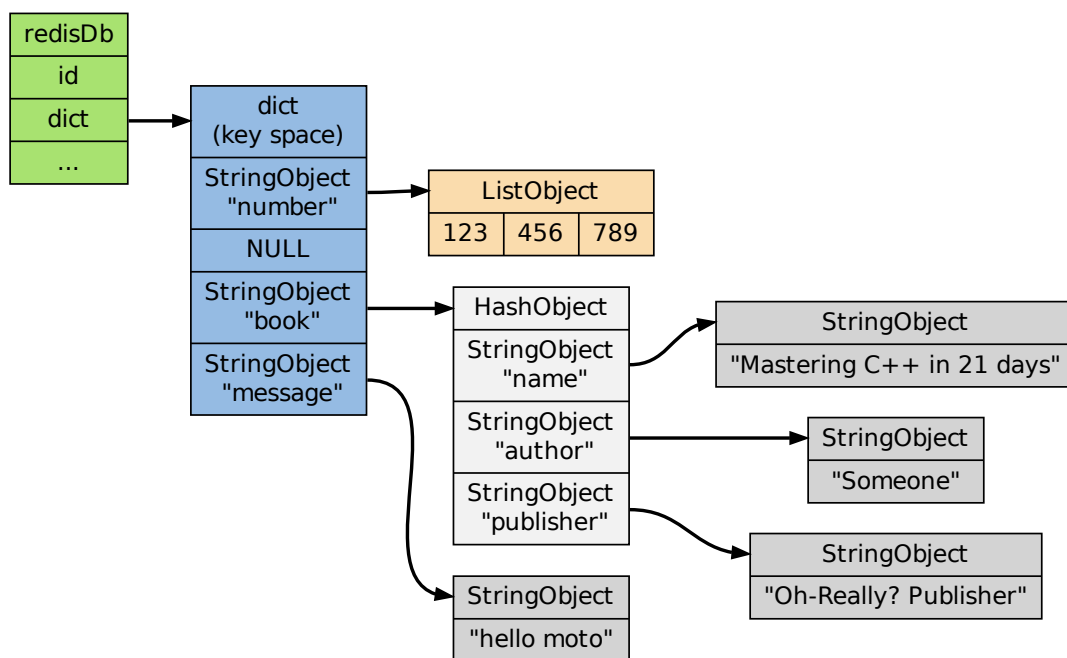 redisDb
id
dict
...
dict
(key space)
StringObject
"number"
NULL
StringObject
"book"
StringObject
"message"
ListObject
123 456 789
HashObject
StringObject
"name"
StringObject
"author"
StringObject
"publisher"
StringObject
"Mastering C++ in 21 days"
StringObject
"Someone"
StringObject
"Oh-Really? Publisher"
StringObject
"hello moto"